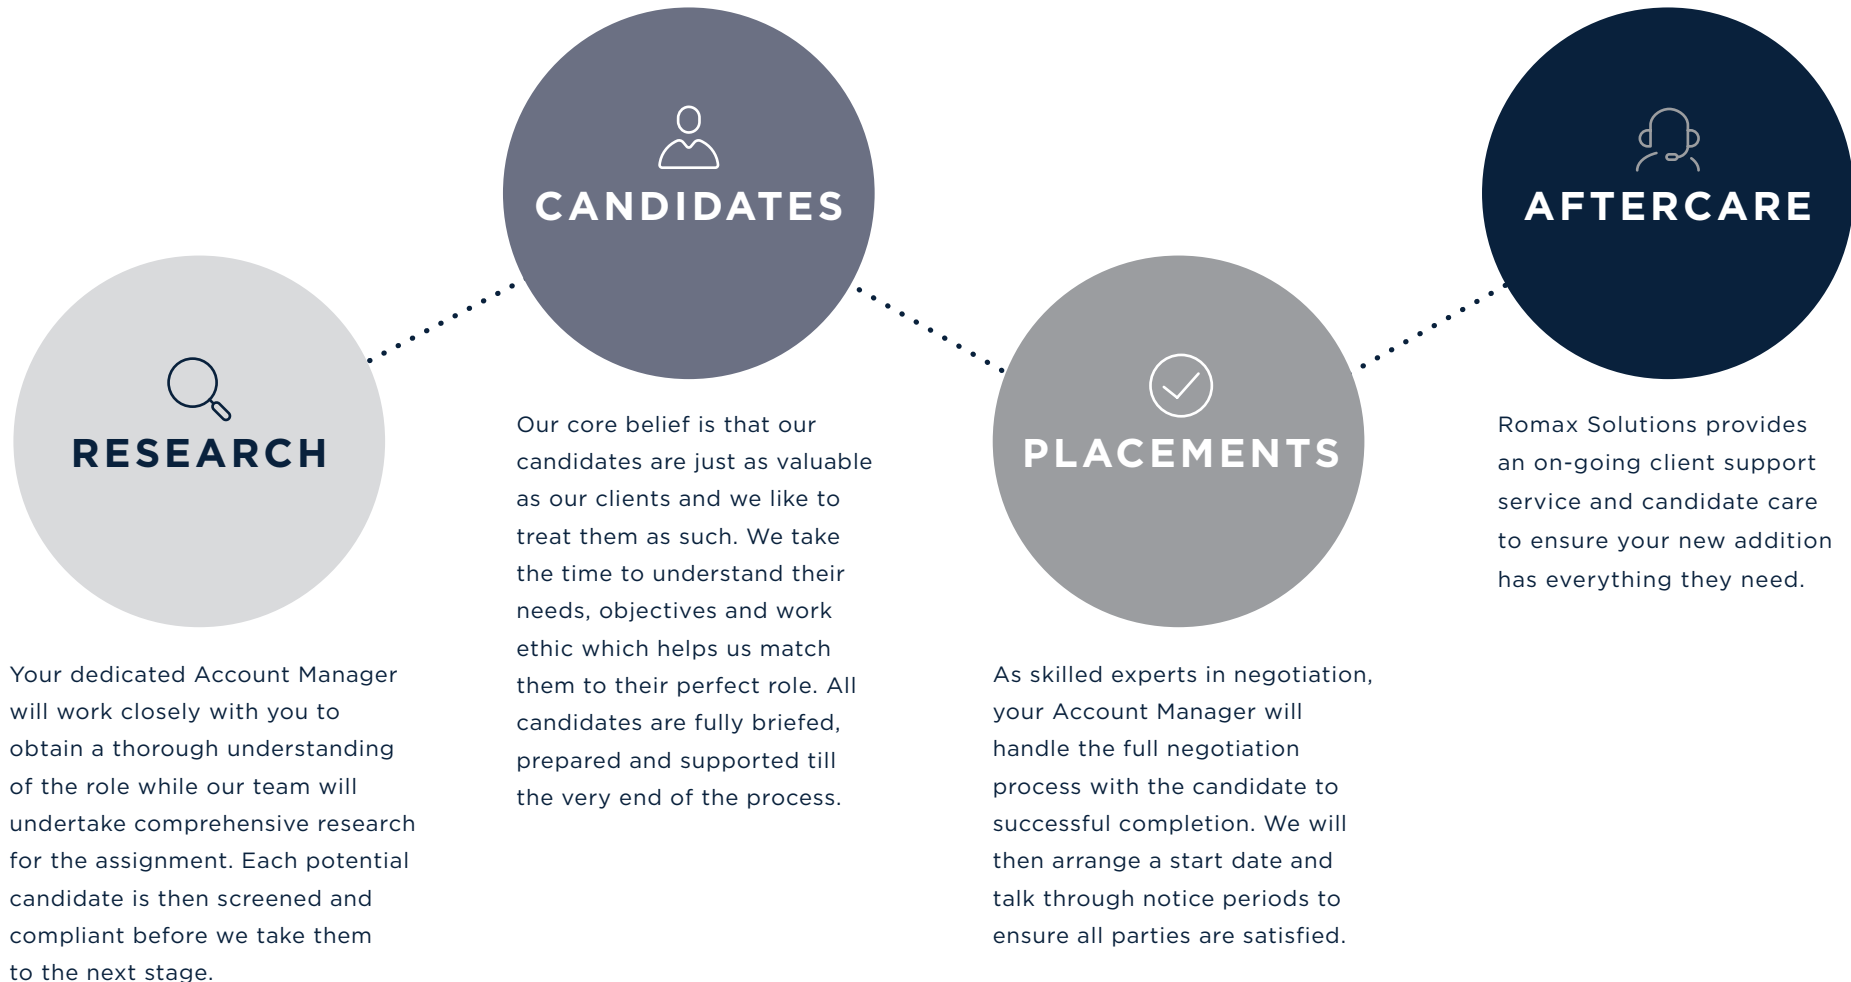 RESEARCH
Your dedicated Account Manager
will work closely with you to
obtain a thorough understanding
of the role while our team will
undertake comprehensive research
for the assignment. Each potential
candidate is then screened and
compliant before we take them
to the next stage.
CANDIDATES
Our core belief is that our
candidates are just as valuable
as our clients and we like to
treat them as such. We take
the time to understand their
needs, objectives and work
ethic which helps us match
them to their perfect role. All
candidates are fully briefed,
prepared and supported till
the very end of the process.
PLACEMENTS
As skilled experts in negotiation,
your Account Manager will
handle the full negotiation
process with the candidate to
successful completion. We will
then arrange a start date and
talk through notice periods to
ensure all parties are satisfied.
AFTERCARE
Romax Solutions provides
an on-going client support
service and candidate care
to ensure your new addition
has everything they need.